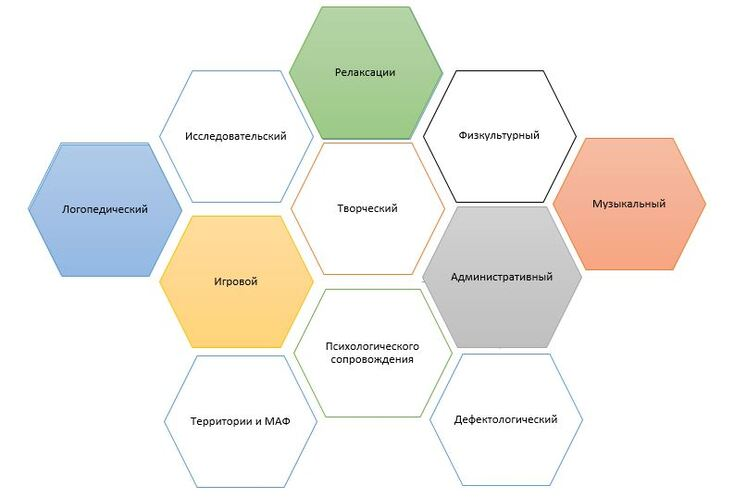 Релаксации
Исследовательский
Физкультурный
Логопедический
Творческий
Музыкальный
Игровой
Административный
Психологического
сопровождения
Территории и МАФ
Дефектологический